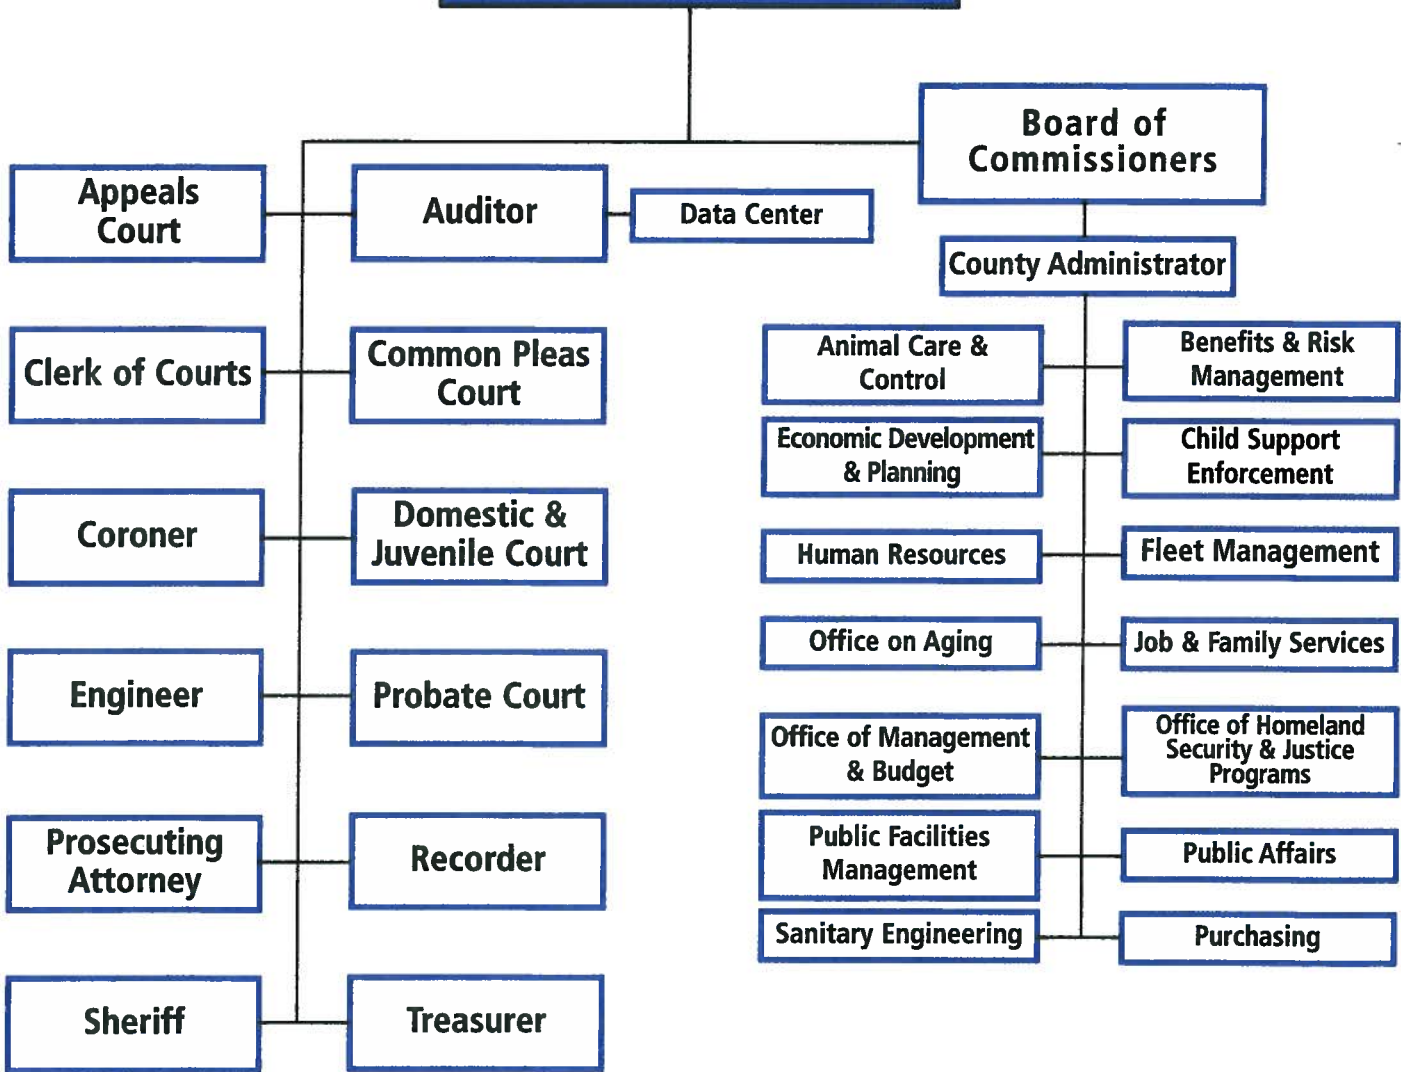 Board of
Commissioners
Appeals
Court
Auditor
Data Center
County Administrator
Clerk of Courts
Common Pleas
Court
Animal Care &
Control
Benefits & Risk
Management
Economic Development
& Planning
Child Support
Enforcement
Coroner
Domestic &
Juvenile Court
Human Resources
Fleet Management
Office on Aging
Job & Family Services
Engineer
Probate Court
Office of Management
& Budget
Office of Homeland
Security & Justice
Programs
Prosecuting
Attorney
Recorder
Public Facilities
Management
Public Affairs
Sanitary Engineering
Purchasing
Sheriff
Treasurer